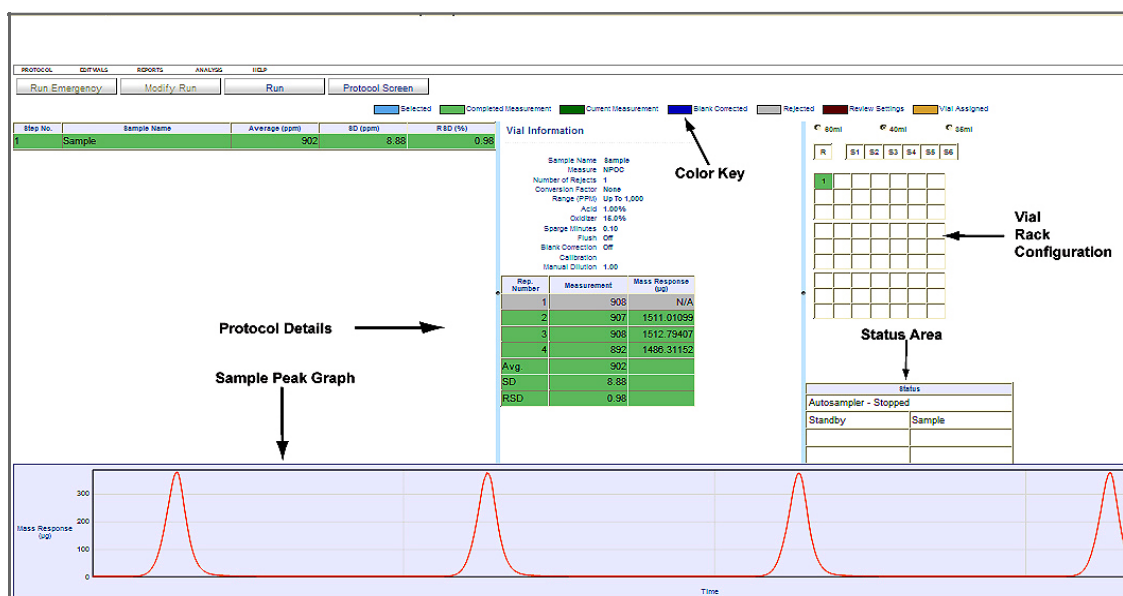 PROTOCOL EDIT VIALS REPORTS ANALYSIS HELP
Run Emergency Modify Run Run Protocol Screen
Selected Completed Measurement Current Measurement Blank Corrected Rejected Review Settings Vial Assigned
Step No. Sample Name Average (ppm) SD (ppm) RSD (%)
1 Sample 902 8.88 0.98
Vial Information
Sample Name Sample
Measure NPOC
Number of Rejects 1
Conversion Factor None
Range (PPM) Up To 1,000
Acid 1.00%
Oxidizer 15.0%
Sparge Minutes 0.10
Flush Off
Blank Correction Off
Calibration
Manual Dilution 1.00
Rep. Number Measurement Mass Response (µg)
1 908 N/A
2 907 1511.01099
3 908 1512.79407
4 892 1486.31152
Avg. 902
SD 8.88
RSD 0.98
40ml
R S1 S2 S3 S4 S5 S6
1
Color Key
Vial
Rack
Configuration
Protocol Details
Sample Peak Graph
Status Area
Status
Autosampler - Stopped
Standby Sample
Mass Response
(µg)
300
200
100
0
Time